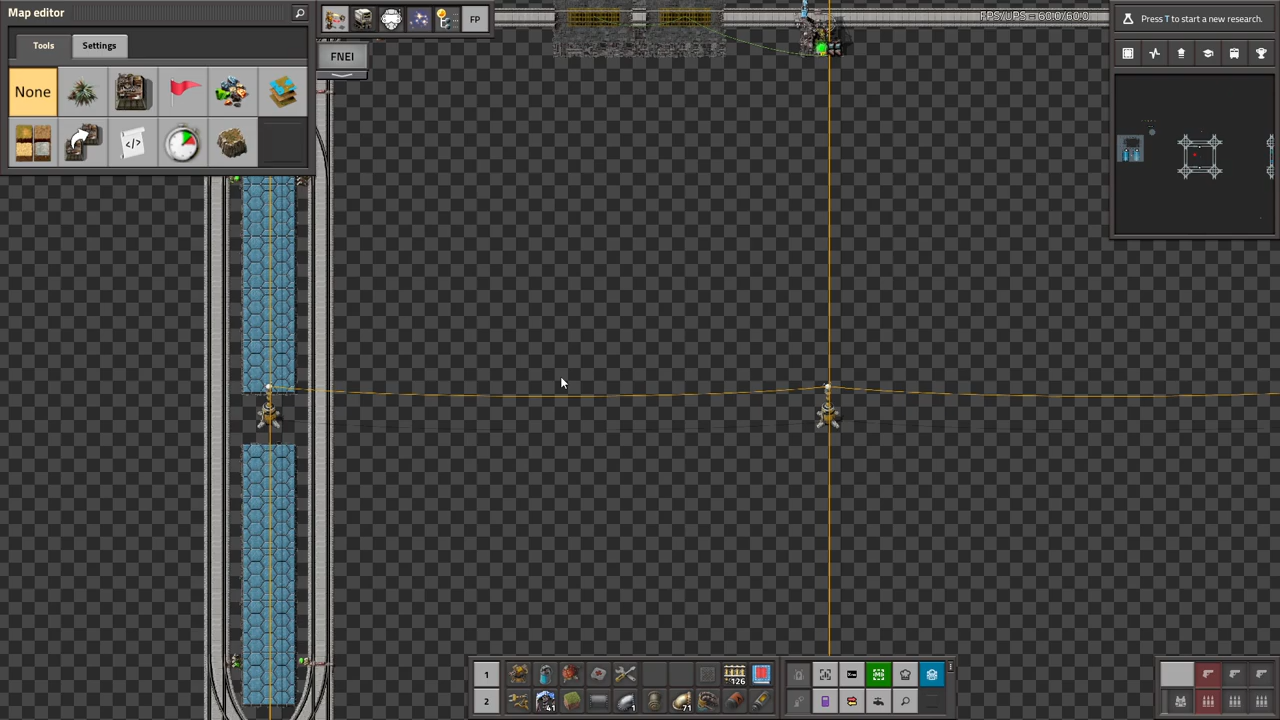 Map editor
Tools
Settings
None
</>
FP
FNEI
FPS/UPS = 60.0/60.0
Press T to start a new research.
1
126
2
41
1
71